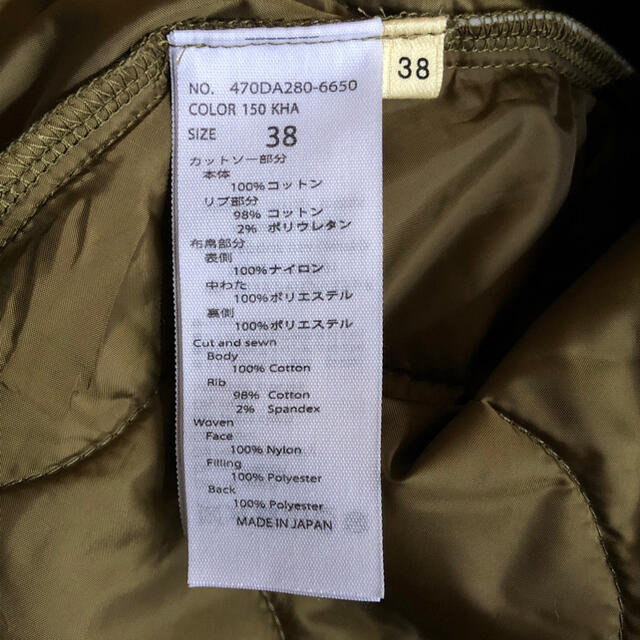 NO. 470DA280-6650
COLOR 150 KHA
SIZE 38
カットソー部分
本体
100%コットン
リブ部分
98% コットン
2% ポリウレタン
布帛部分
表側
100%ナイロン
中わた
100%ポリエステル
裏側
100%ポリエステル
Cut and sewn
Body
100% Cotton
Rib
98% Cotton
2% Spandex
Woven
Face
100% Nylon
Filling
100% Polyester
Back
100% Polyester
MADE IN JAPAN
38